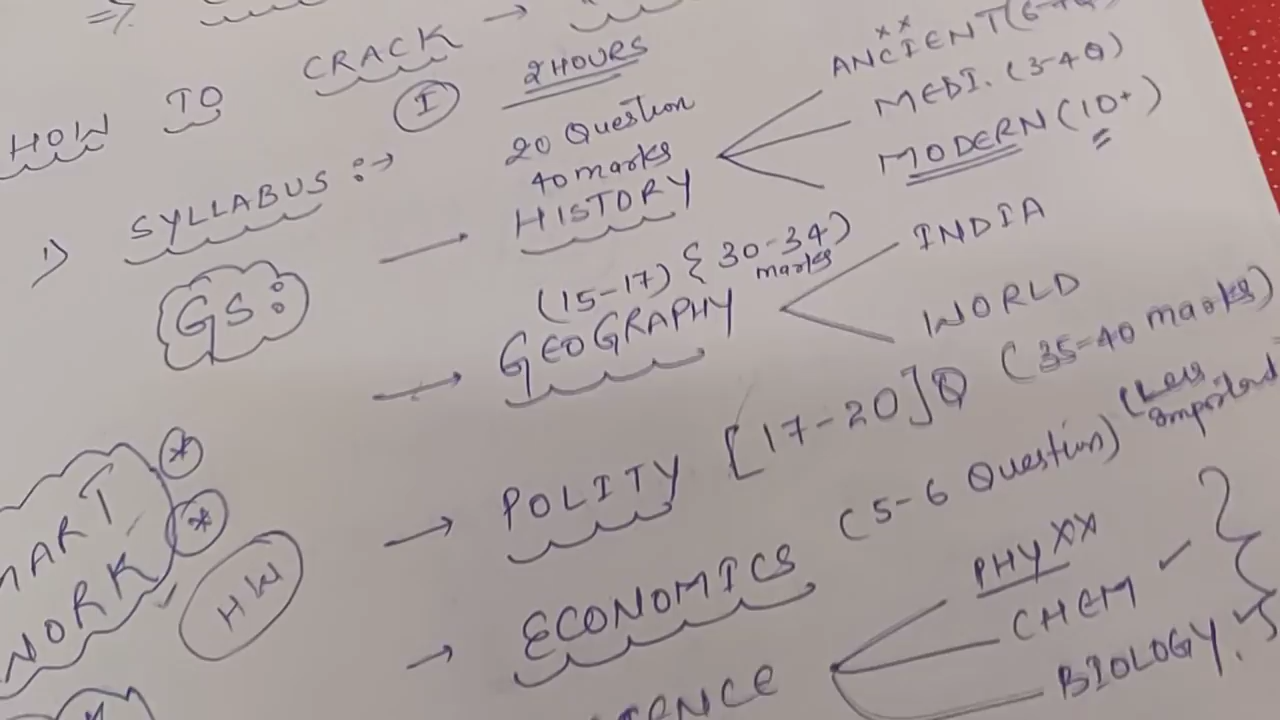 HOW TO CRACK →
I
2 HOURS
1) SYLLABUS :→
20 Question
40 marks
→ HISTORY
ANCIENT
MEDI. (3-4Q)
MODERN (10+)
GS:
(15-17) { 30-34)
marks
→ GEOGRAPHY
INDIA
WORLD
→ POLITY [17-20]Q (35-40 marks)
→ ECONOMICS (5-6 Question) (Less
PHY XX
CHEM ✓
BIOLOGY.
WORK
HW